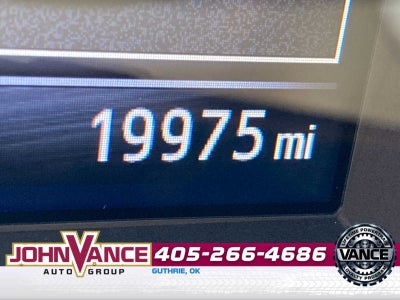 19975 mi
JOHN VANCE
AUTO GROUP
405-266-4686
GUTHRIE, OK
VANCE